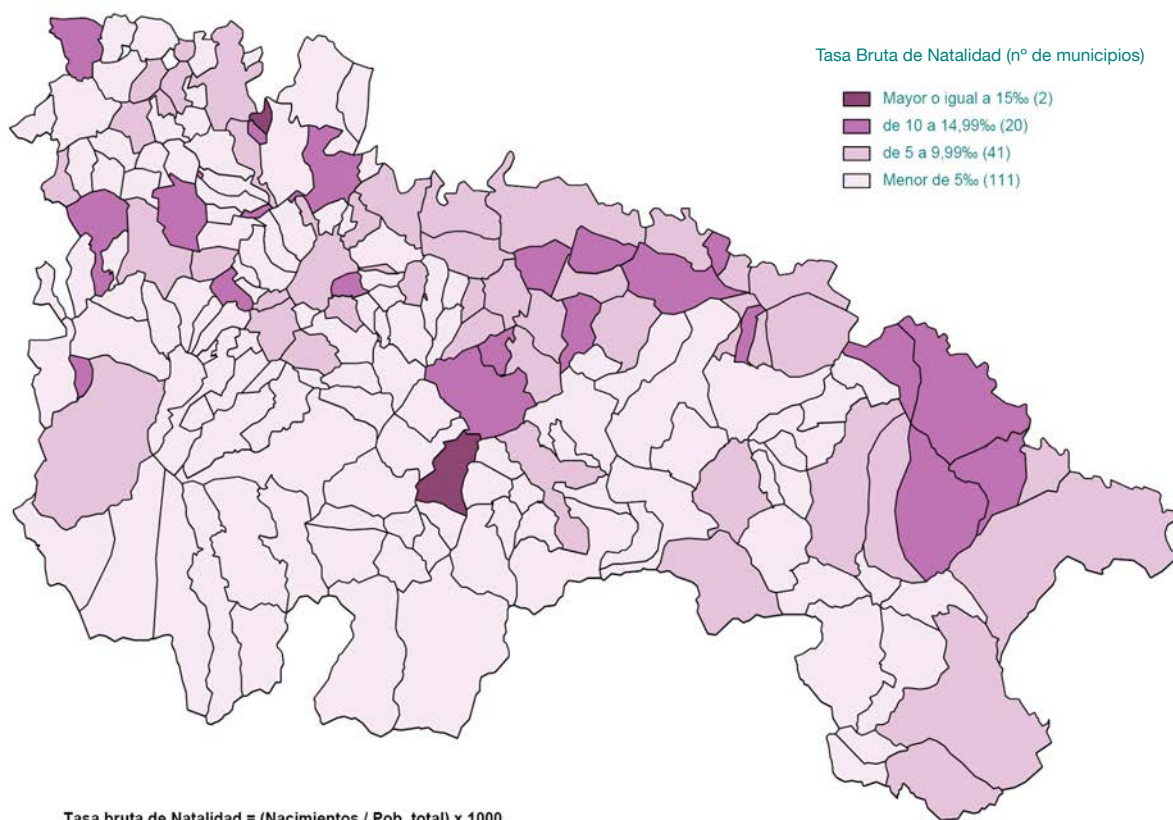 Tasa Bruta de Natalidad (nº de municipios)
Mayor o igual a 15‰ (2)
de 10 a 14,99‰ (20)
de 5 a 9,99‰ (41)
Menor de 5‰ (111)
Tasa bruta de Natalidad = (Nacimientos / Pob. total) x 1000